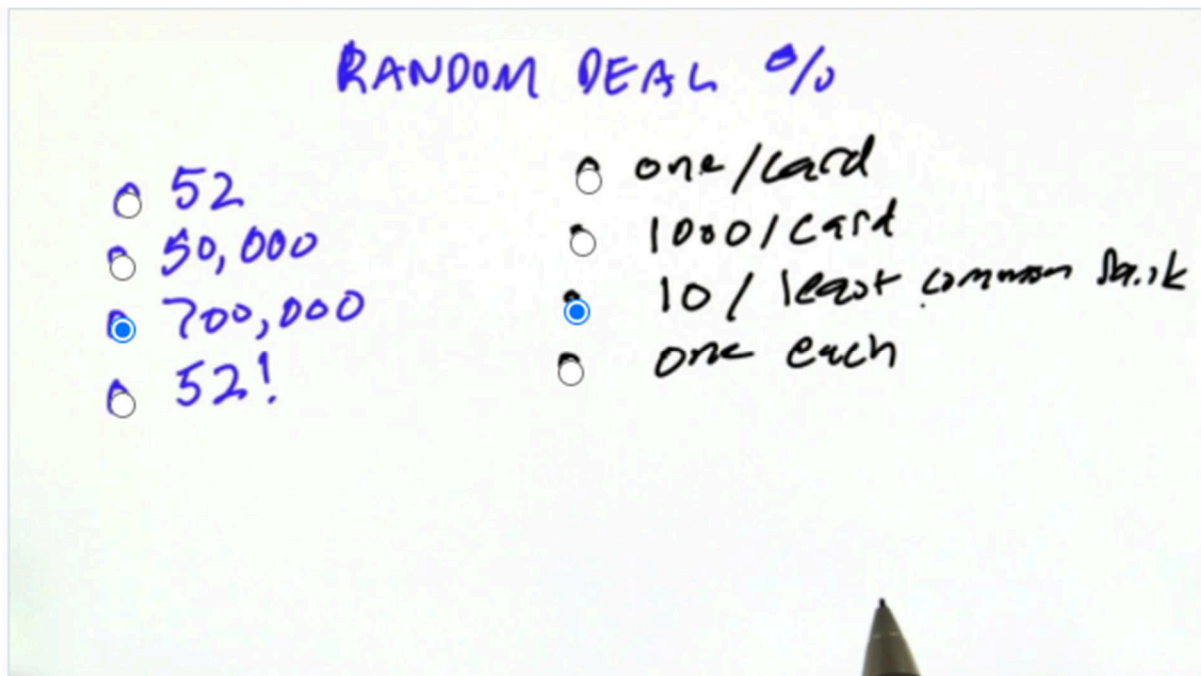 RANDOM DEAL %
52
50,000
700,000
52!
one/card
1000/card
10/least common
one each